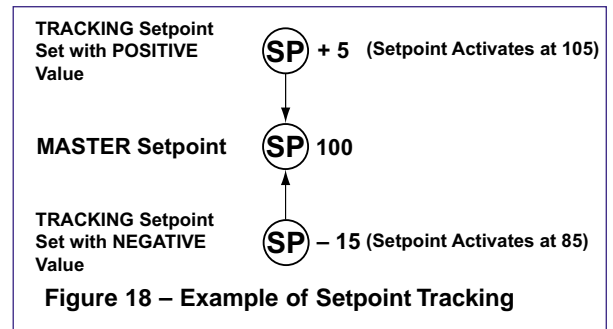 TRACKING Setpoint
Set with POSITIVE
Value
SP + 5 (Setpoint Activates at 105)
MASTER Setpoint SP 100
TRACKING Setpoint
Set with NEGATIVE
Value
SP – 15 (Setpoint Activates at 85)
Figure 18 – Example of Setpoint Tracking